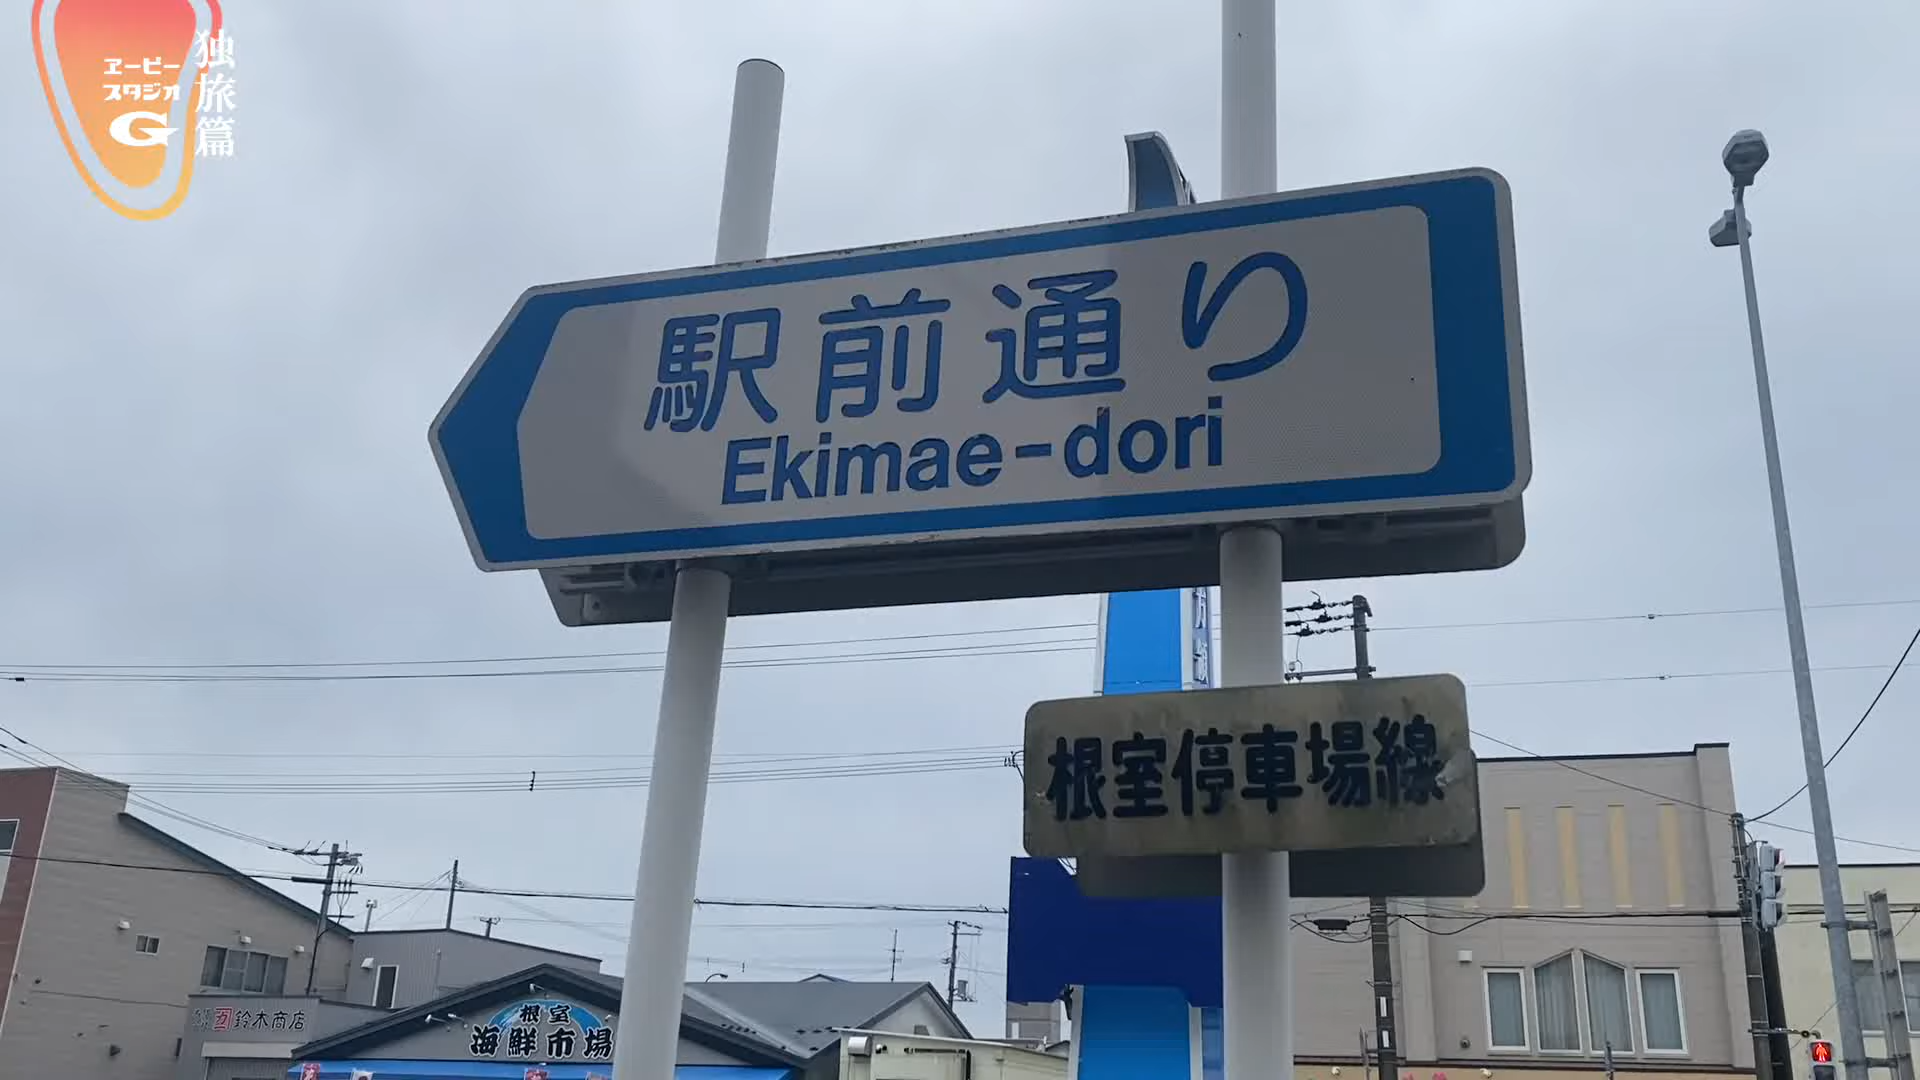 ヱービー
スタジオ
G
独旅篇
駅前通り
Ekimae-dori
根室停車場線
鈴木商店
根室
海鮮市場